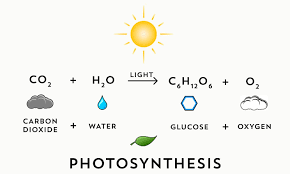 CO₂ + H₂O LIGHT C₆H₁₂O₆ + O₂
CARBON DIOXIDE + WATER GLUCOSE + OXYGEN
PHOTOSYNTHESIS